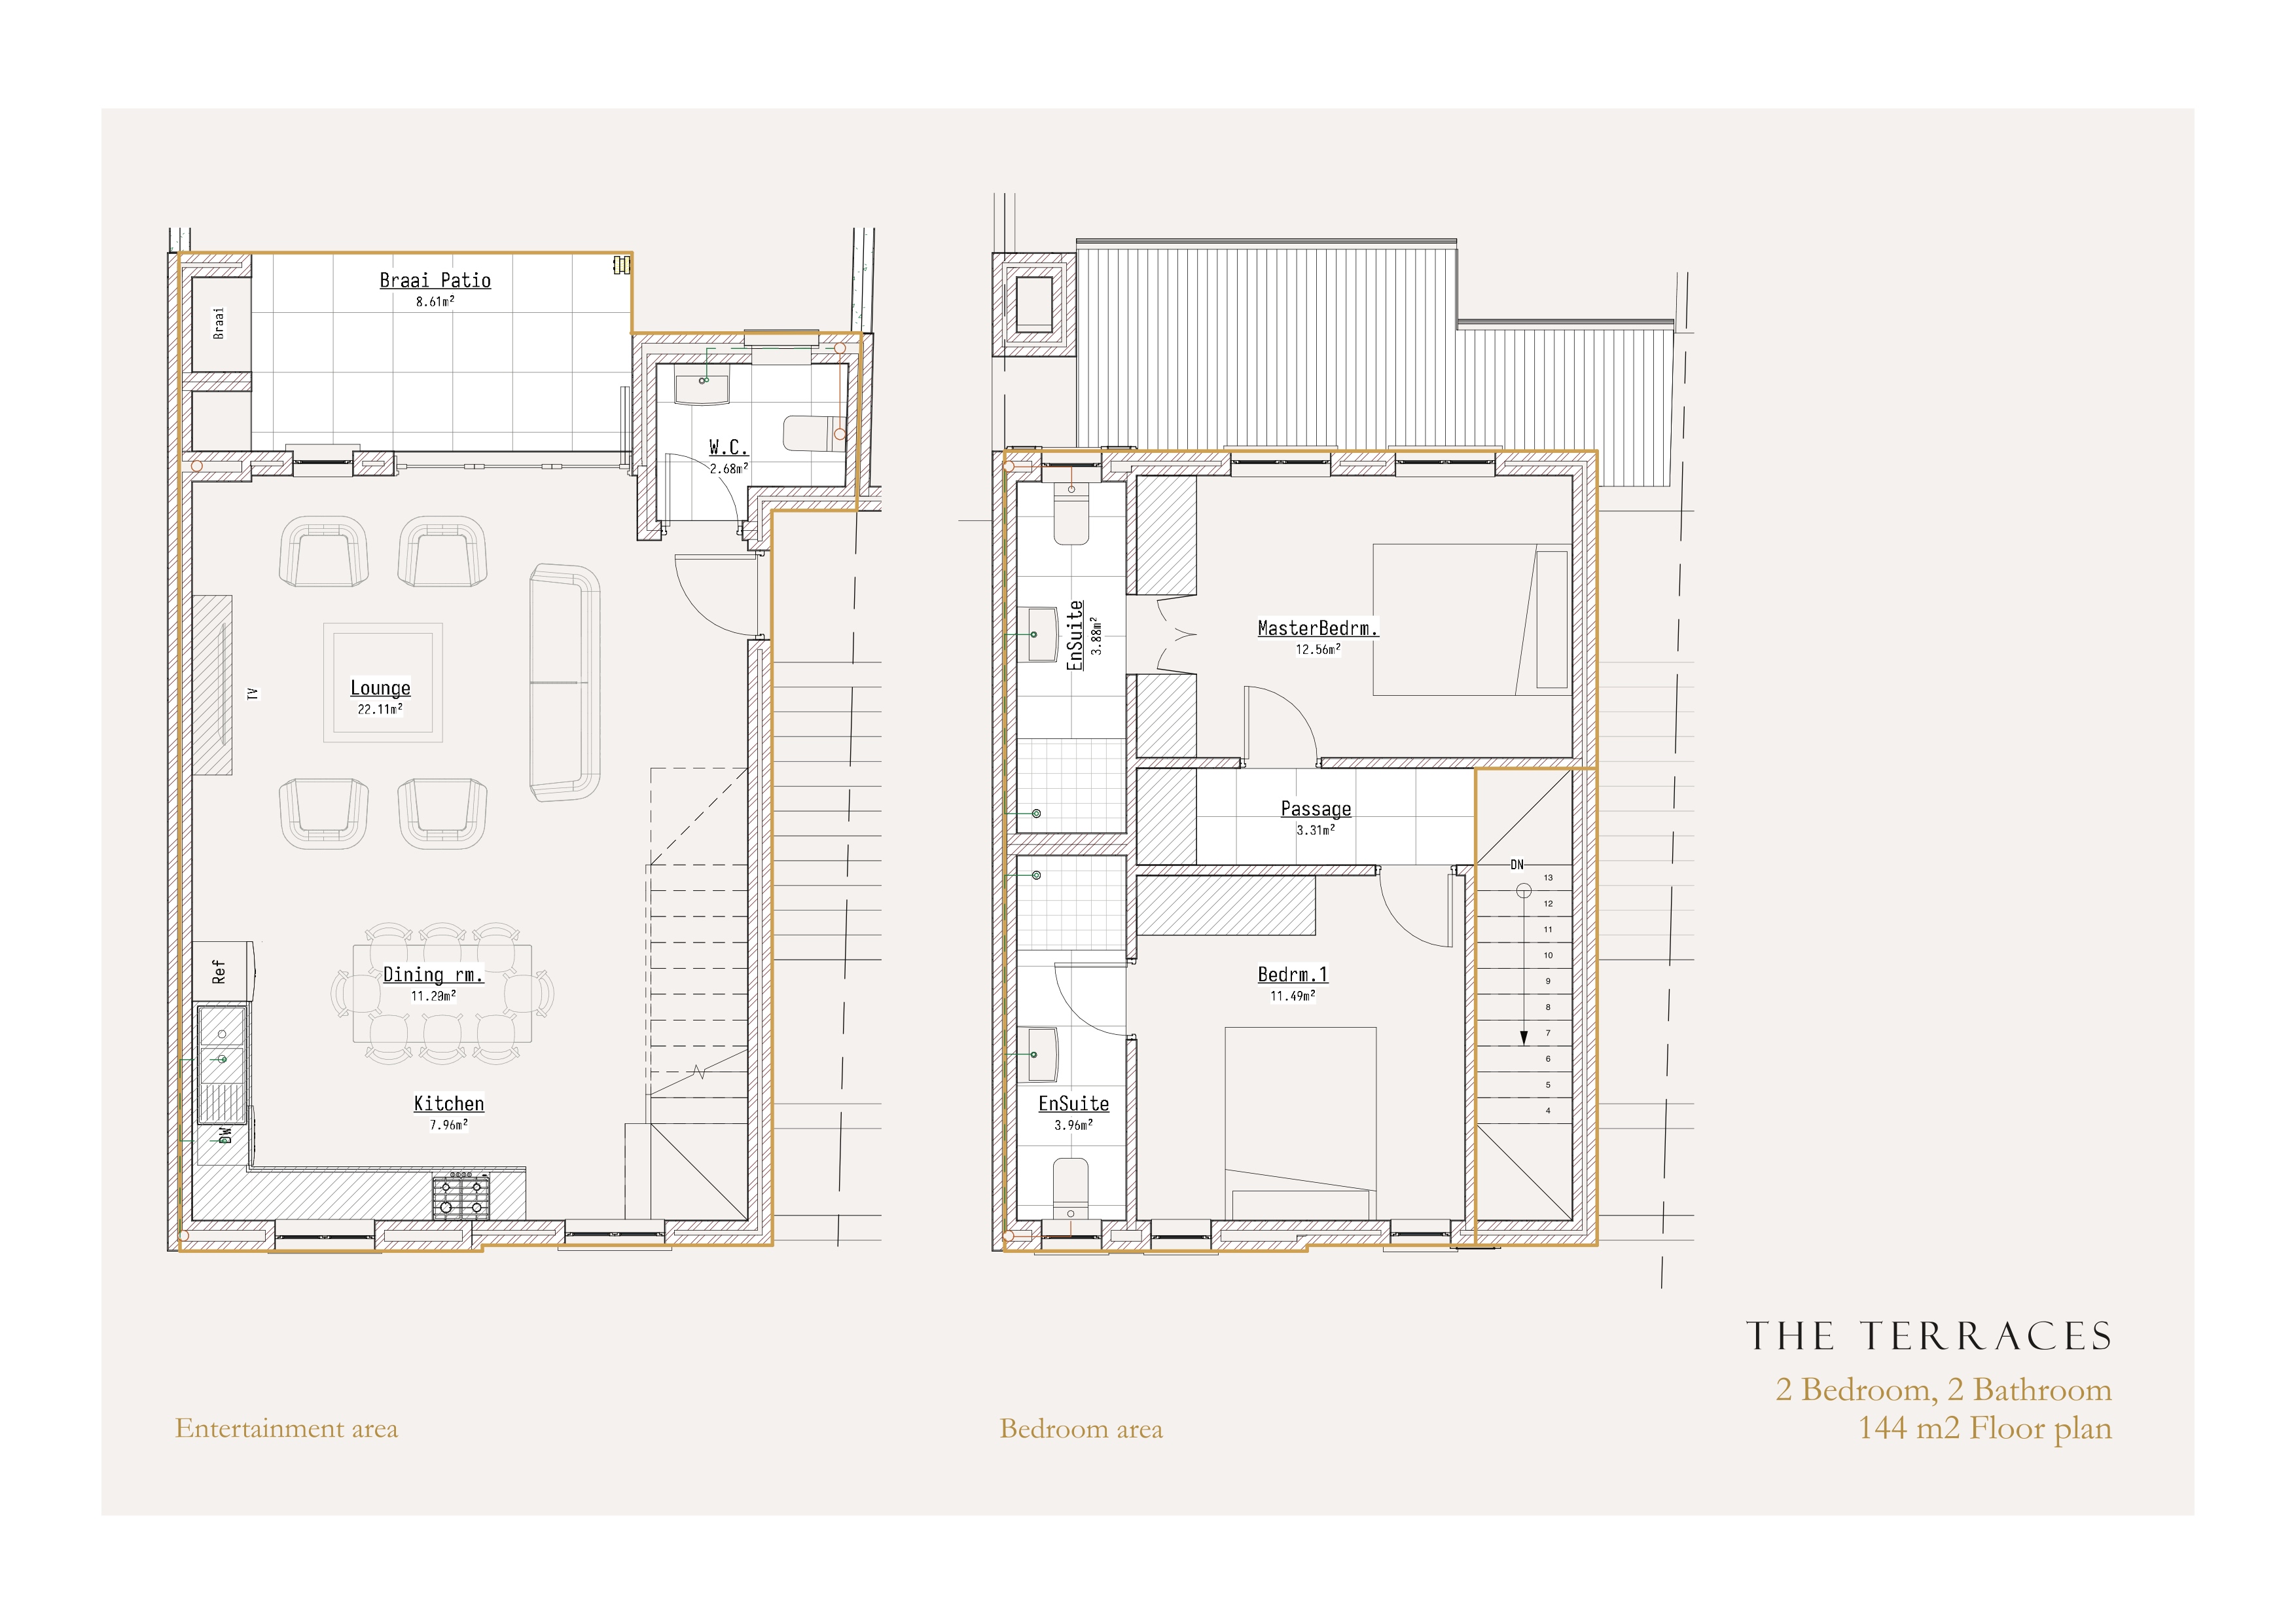 Braai Patio
8.61m²
Braai
W.C.
2.68m²
TV
Lounge
22.11m²
Ref
Dining rm.
11.20m²
DW
Kitchen
7.96m²
EnSuite
3.88m²
MasterBedrm.
12.56m²
Passage
3.31m²
DN
13
12
11
10
9
8
7
6
5
4
Bedrm.1
11.49m²
EnSuite
3.96m²
THE TERRACES
2 Bedroom, 2 Bathroom
144 m2 Floor plan
Entertainment area
Bedroom area